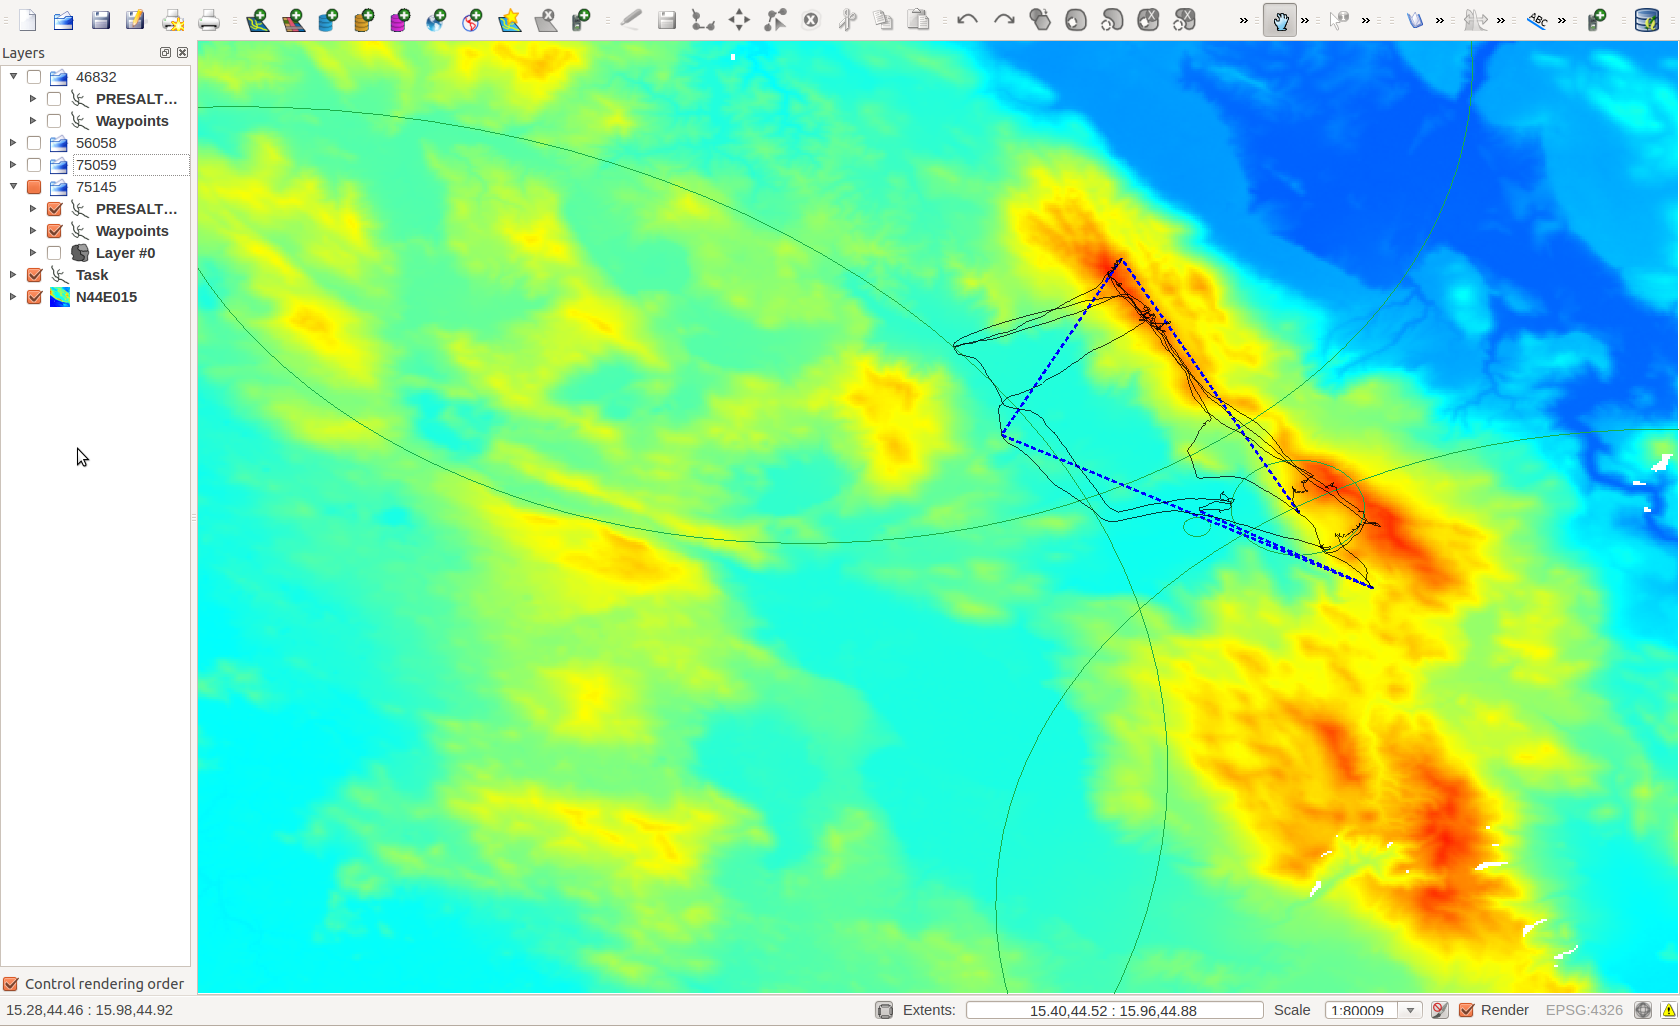 ABC
Layers
46832
PRESALT...
Waypoints
56058
75059
75145
PRESALT...
Waypoints
Layer #0
Task
N44E015
Control rendering order
15.28,44.46 : 15.98,44.92
Extents: 15.40,44.52 : 15.96,44.88 Scale 1:80009 Render EPSG:4326